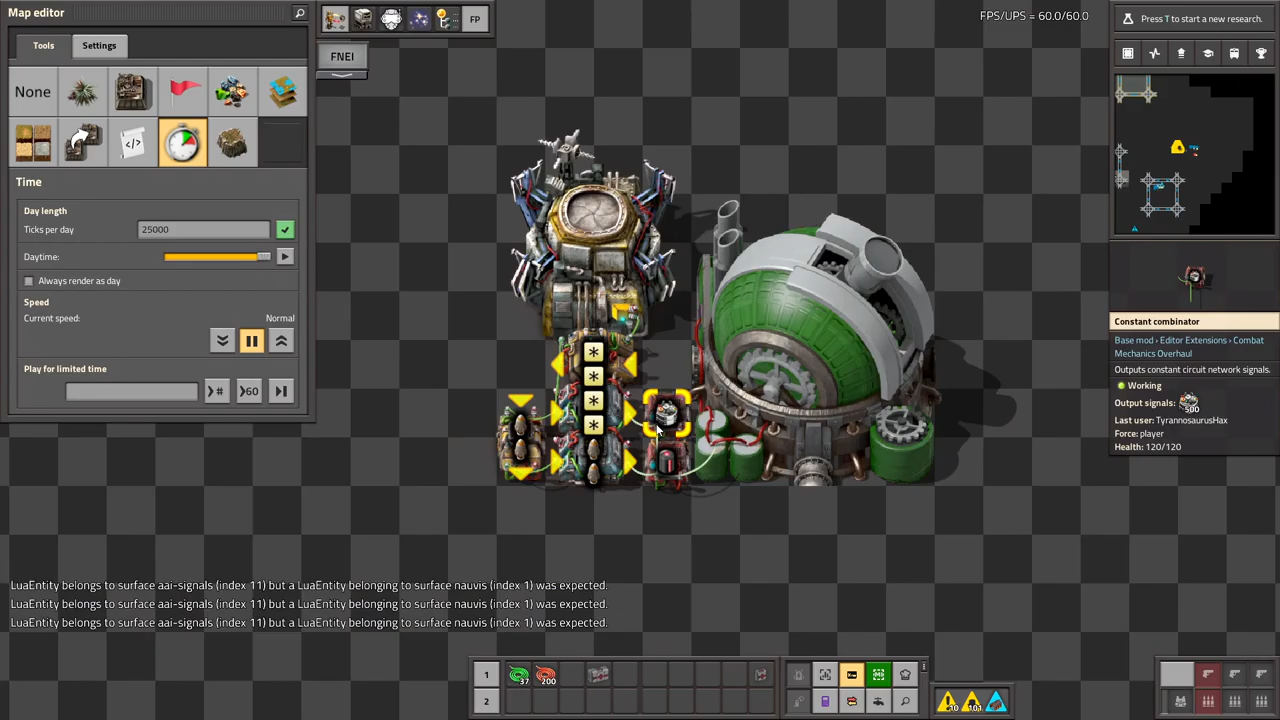 Map editor
FP
FPS/UPS = 60.0/60.0
Press T to start a new research.
Tools
Settings
FNEI
None
Time
Day length
Ticks per day
25000
Daytime:
Always render as day
Speed
Current speed:
Normal
Play for limited time
>#
>60
Constant combinator
Base mod › Editor Extensions › Combat
Mechanics Overhaul
Outputs constant circuit network signals.
Working
Output signals:
500
Last user: TyrannosaurusHax
Force: player
Health: 120/120
LuaEntity belongs to surface aai-signals (index 11) but a LuaEntity belonging to surface nauvis (index 1) was expected.
LuaEntity belongs to surface aai-signals (index 11) but a LuaEntity belonging to surface nauvis (index 1) was expected.
LuaEntity belongs to surface aai-signals (index 11) but a LuaEntity belonging to surface nauvis (index 1) was expected.
1
37
200
2
10
101